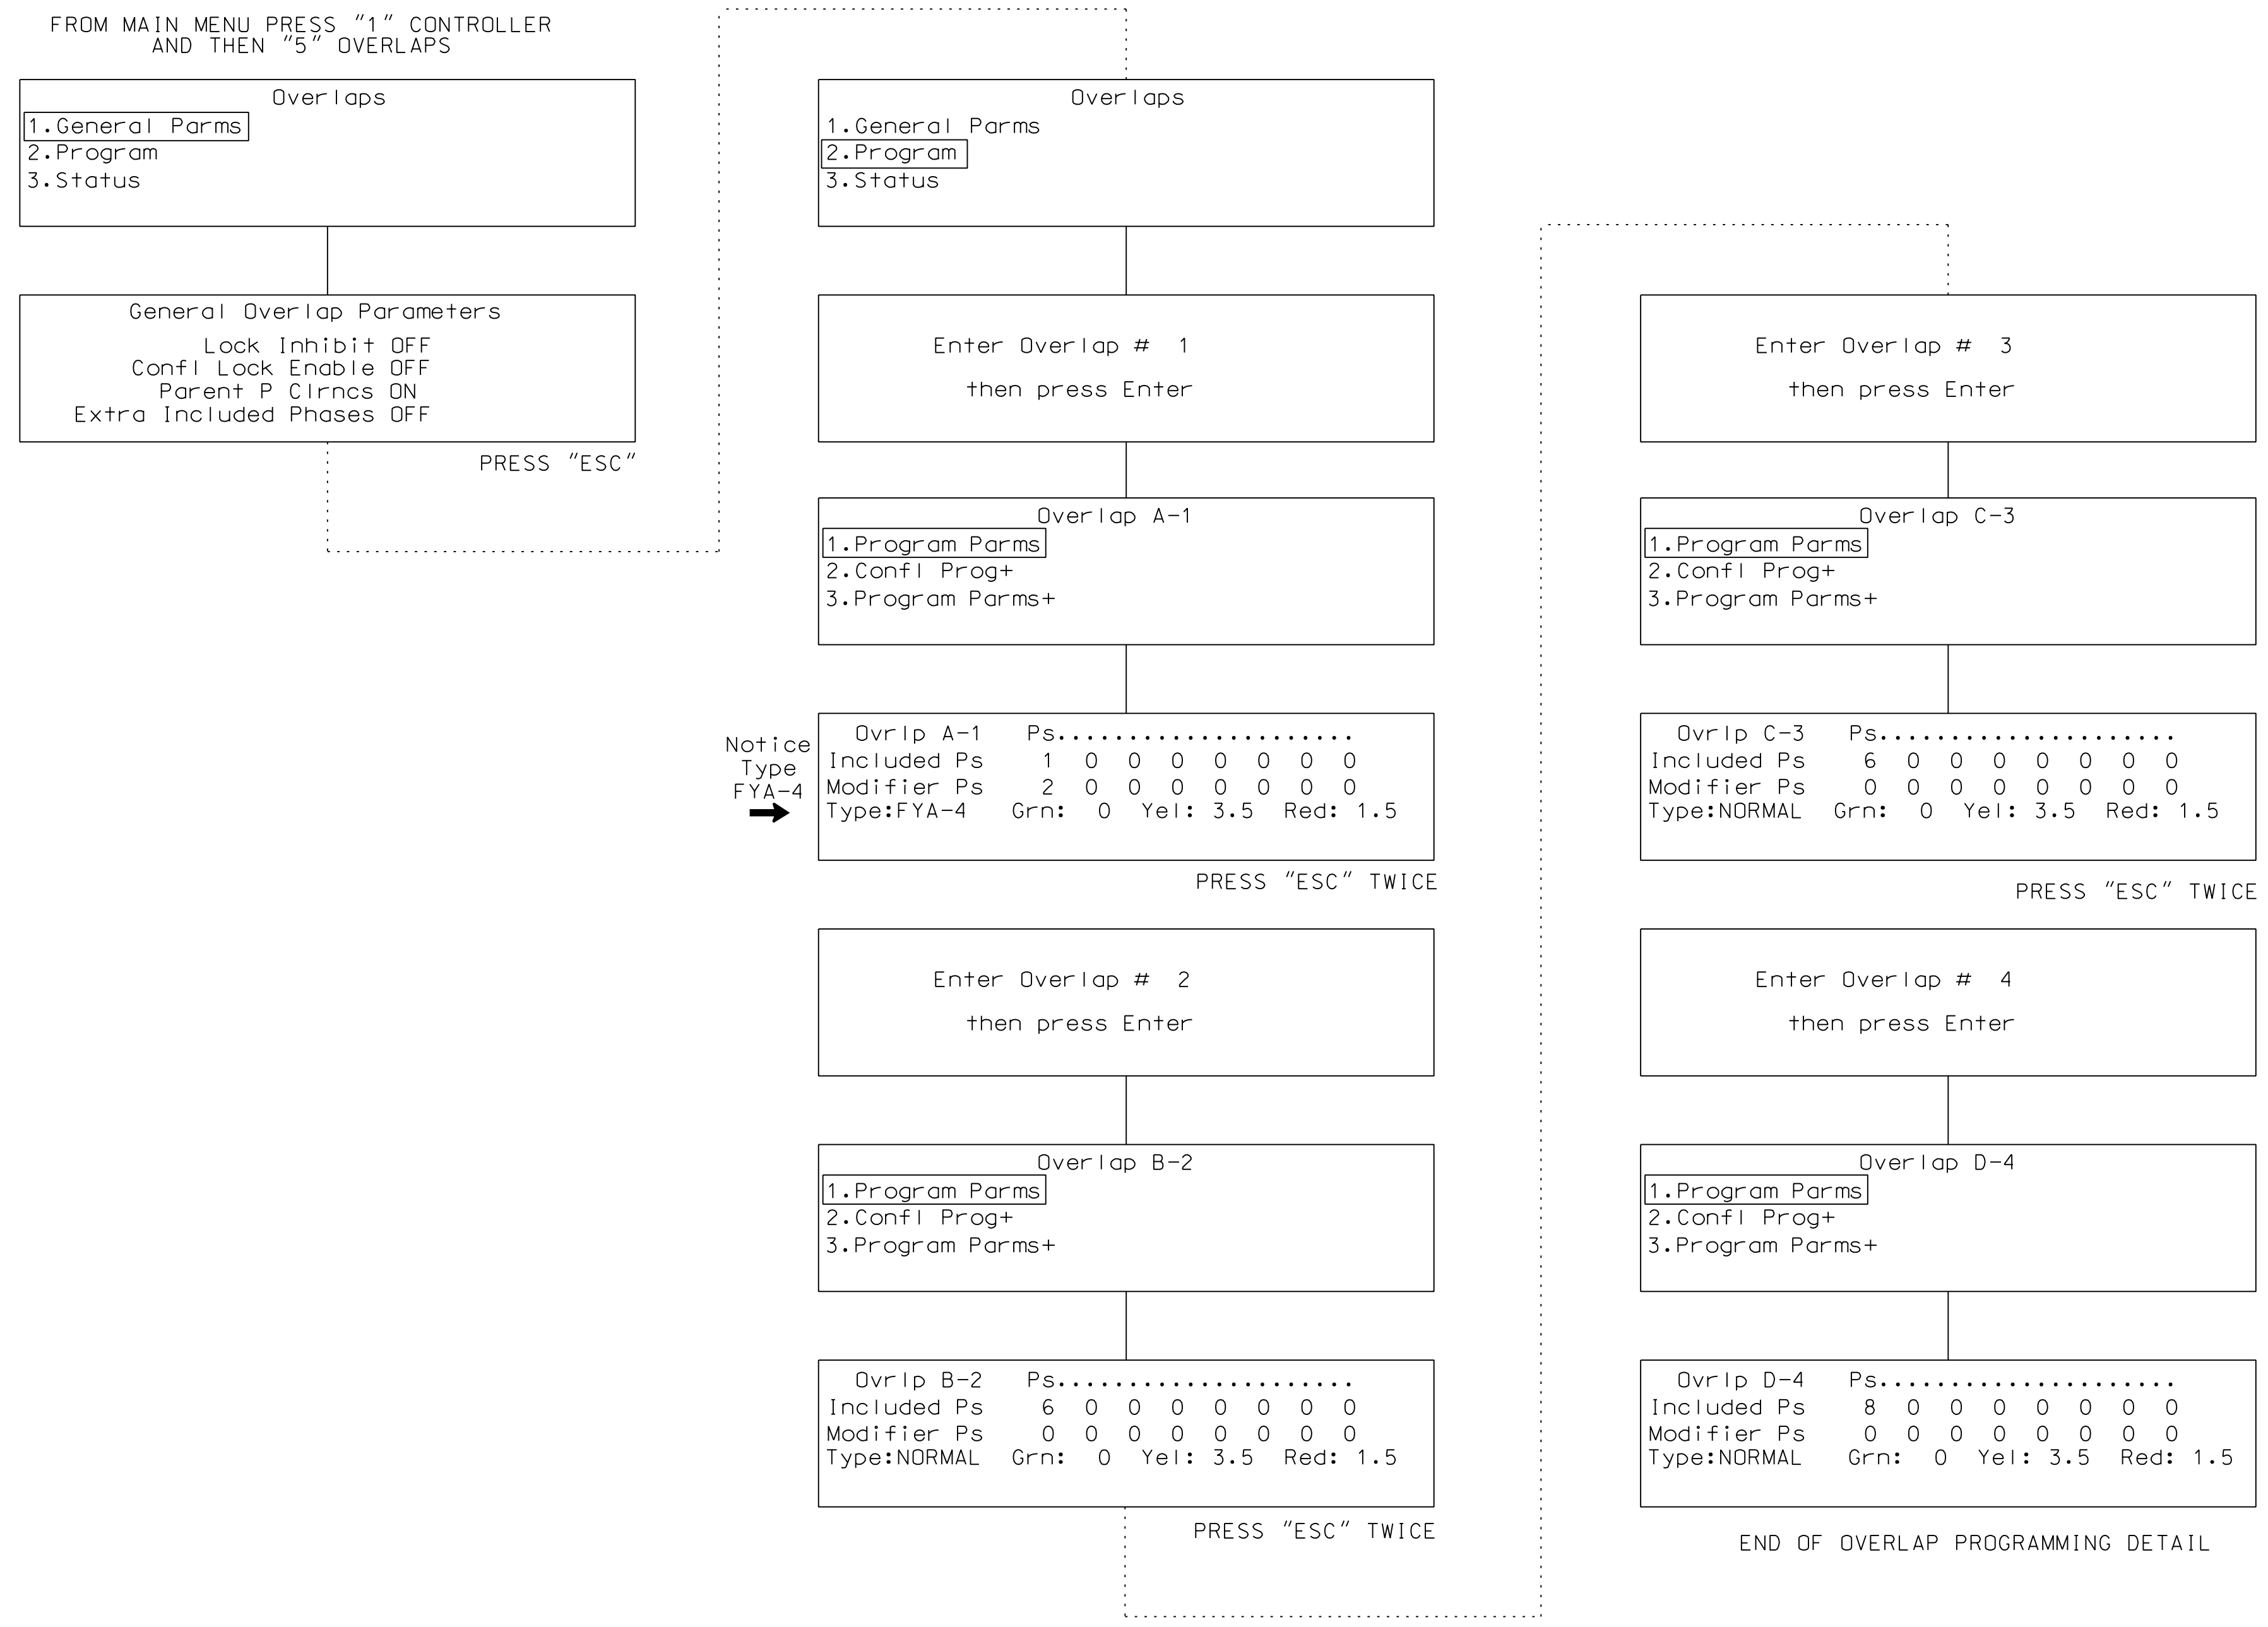 FROM MAIN MENU PRESS "1" CONTROLLER
AND THEN "5" OVERLAPS
Overlaps
1.General Parms
2.Program
3.Status
General Overlap Parameters
Lock Inhibit OFF
Confl Lock Enable OFF
Parent P Clrncs ON
Extra Included Phases OFF
PRESS "ESC"
Overlaps
1.General Parms
2.Program
3.Status
Enter Overlap # 1
then press Enter
Overlap A-1
1.Program Parms
2.Confl Prog+
3.Program Parms+
Notice
Type
FYA-4
Ovrlp A-1 Ps.....................
Included Ps 1 0 0 0 0 0 0 0
Modifier Ps 2 0 0 0 0 0 0 0
Type:FYA-4 Grn: 0 Yel: 3.5 Red: 1.5
PRESS "ESC" TWICE
Enter Overlap # 2
then press Enter
Overlap B-2
1.Program Parms
2.Confl Prog+
3.Program Parms+
Ovrlp B-2 Ps.....................
Included Ps 6 0 0 0 0 0 0 0
Modifier Ps 0 0 0 0 0 0 0 0
Type:NORMAL Grn: 0 Yel: 3.5 Red: 1.5
PRESS "ESC" TWICE
Enter Overlap # 3
then press Enter
Overlap C-3
1.Program Parms
2.Confl Prog+
3.Program Parms+
Ovrlp C-3 Ps.....................
Included Ps 6 0 0 0 0 0 0 0
Modifier Ps 0 0 0 0 0 0 0 0
Type:NORMAL Grn: 0 Yel: 3.5 Red: 1.5
PRESS "ESC" TWICE
Enter Overlap # 4
then press Enter
Overlap D-4
1.Program Parms
2.Confl Prog+
3.Program Parms+
Ovrlp D-4 Ps.....................
Included Ps 8 0 0 0 0 0 0 0
Modifier Ps 0 0 0 0 0 0 0 0
Type:NORMAL Grn: 0 Yel: 3.5 Red: 1.5
END OF OVERLAP PROGRAMMING DETAIL